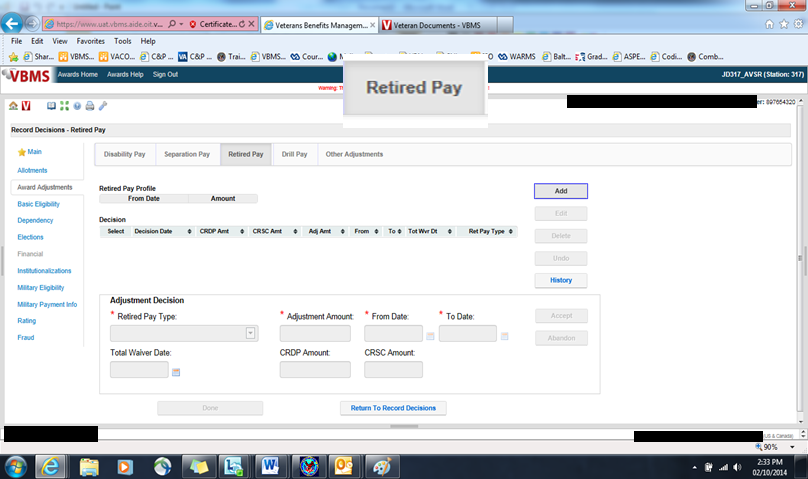 https://www.uat.vbms.aide.oit.v... Certificate... Veterans Benefits Managem... Veteran Documents - VBMS
File Edit View Favorites Tools Help
Shar... VBMS... VACO... C&P ... C&P ... Trai... VBMS... Cour... WARMS Balt... Grad... ASPE... Codi... Comb...
VBMS Awards Home Awards Help Sign Out JD317_AVSR (Station: 317)
Retired Pay
er: 897664320
Record Decisions - Retired Pay
Main
Allotments
Award Adjustments
Basic Eligibility
Dependency
Elections
Financial
Institutionalizations
Military Eligibility
Military Payment Info
Rating
Fraud
Disability Pay Separation Pay Retired Pay Drill Pay Other Adjustments
Retired Pay Profile
From Date Amount
Decision
Select Decision Date CRDP Amt CRSC Amt Adj Amt From To Tot Wvr Dt Ret Pay Type
Add
Edit
Delete
Undo
History
Adjustment Decision
* Retired Pay Type: * Adjustment Amount: * From Date: * To Date:
Total Waiver Date: CRDP Amount: CRSC Amount:
Accept
Abandon
Done Return To Record Decisions
US & Canada)
90%
2:33 PM
02/10/2014